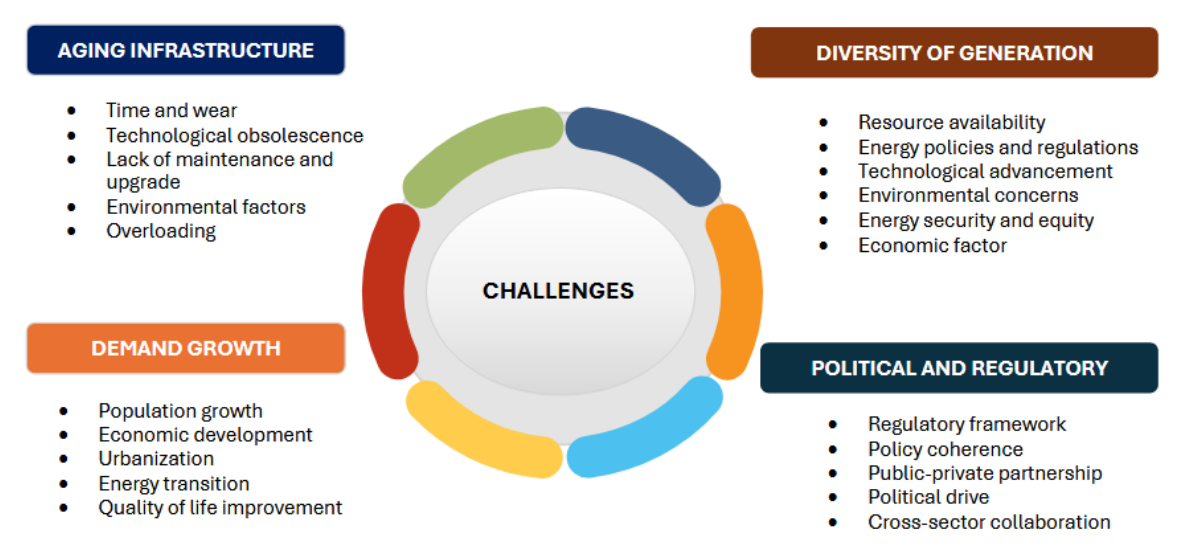 AGING INFRASTRUCTURE
• Time and wear
• Technological obsolescence
• Lack of maintenance and
upgrade
• Environmental factors
• Overloading
DIVERSITY OF GENERATION
• Resource availability
• Energy policies and regulations
• Technological advancement
• Environmental concerns
• Energy security and equity
• Economic factor
CHALLENGES
DEMAND GROWTH
• Population growth
• Economic development
• Urbanization
• Energy transition
• Quality of life improvement
POLITICAL AND REGULATORY
• Regulatory framework
• Policy coherence
• Public-private partnership
• Political drive
• Cross-sector collaboration